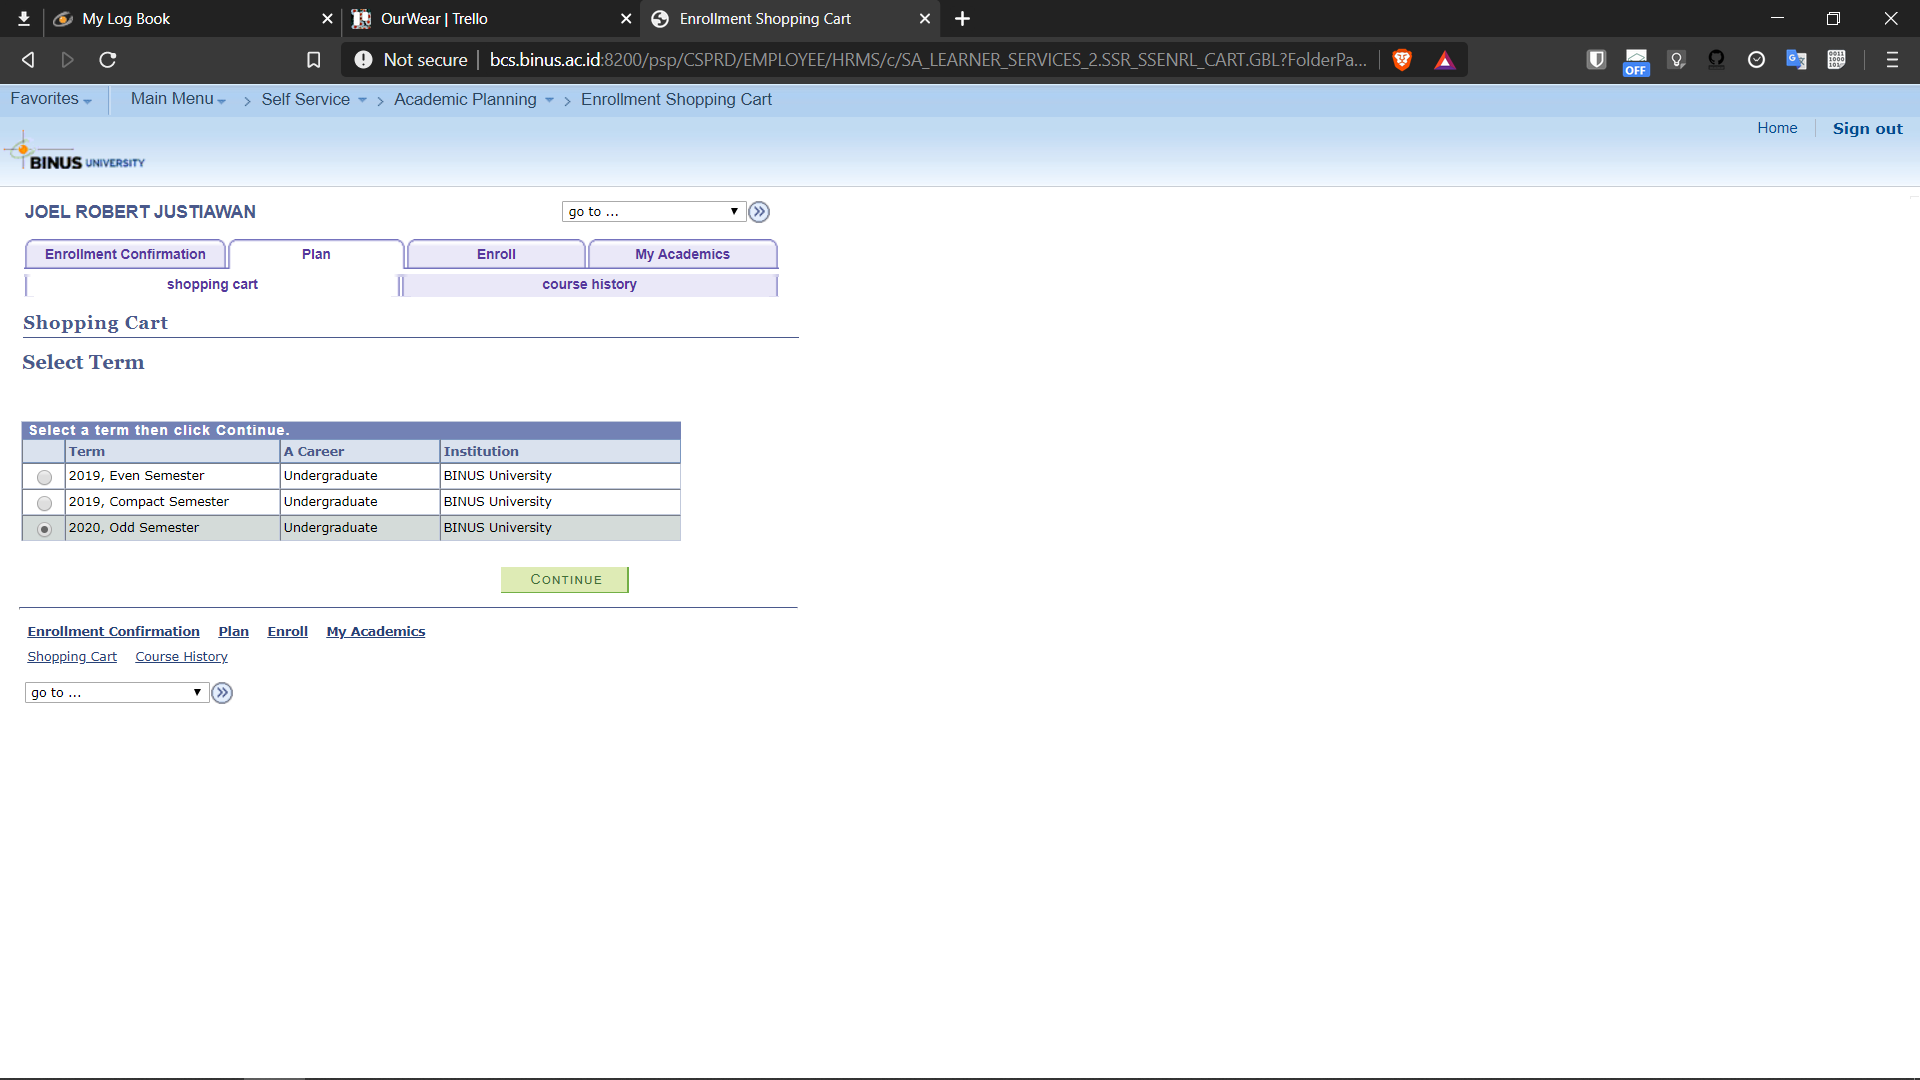 My Log Book
OurWear | Trello
Enrollment Shopping Cart
Not secure
bcs.binus.ac.id:8200/psp/CSPRD/EMPLOYEE/HRMS/c/SA_LEARNER_SERVICES_2.SSR_SSENRL_CART.GBL?FolderPa...
OFF
Favorites
Main Menu > Self Service > Academic Planning > Enrollment Shopping Cart
Home
Sign out
BINUS UNIVERSITY
JOEL ROBERT JUSTIAWAN
go to ...
Enrollment Confirmation
Plan
Enroll
My Academics
shopping cart
course history
Shopping Cart
Select Term
Select a term then click Continue.
Term A Career Institution
2019, Even Semester Undergraduate BINUS University
2019, Compact Semester Undergraduate BINUS University
2020, Odd Semester Undergraduate BINUS University
CONTINUE
Enrollment Confirmation Plan Enroll My Academics
Shopping Cart Course History
go to ...